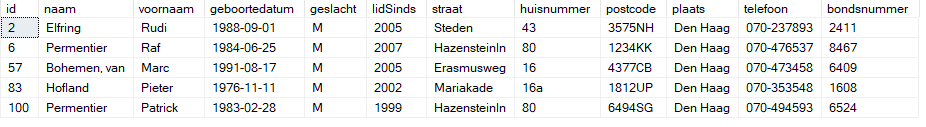 id naam voornaam geboortedatum geslacht lidSinds straat huisnummer postcode plaats telefoon bondsnummer
2 Elfring Rudi 1988-09-01 M 2005 Steden 43 3575NH Den Haag 070-237893 2411
6 Permentier Raf 1984-06-25 M 2007 Hazensteinln 80 1234KK Den Haag 070-476537 8467
57 Bohemen, van Marc 1991-08-17 M 2005 Erasmusweg 16 4377CB Den Haag 070-473458 6409
83 Hofland Pieter 1976-11-11 M 2002 Mariakade 16a 1812UP Den Haag 070-353548 1608
100 Permentier Patrick 1983-02-28 M 1999 Hazensteinln 80 6494SG Den Haag 070-494593 6524